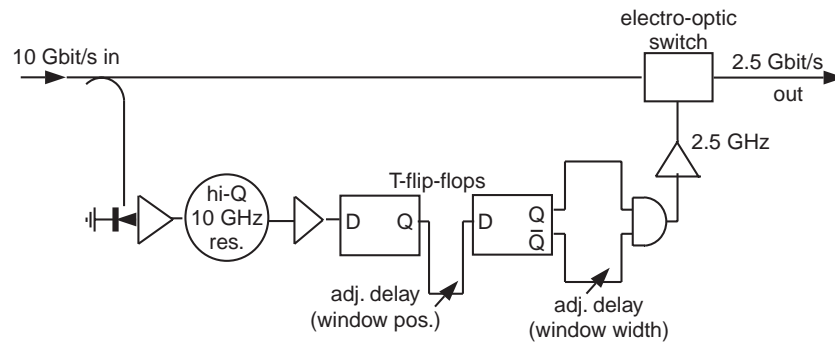 electro-optic
switch
10 Gbit/s in
2.5 Gbit/s
out
2.5 GHz
T-flip-flops
hi-Q
10 GHz
res.
D
Q
D
Q
Q̅
adj. delay
(window pos.)
adj. delay
(window width)